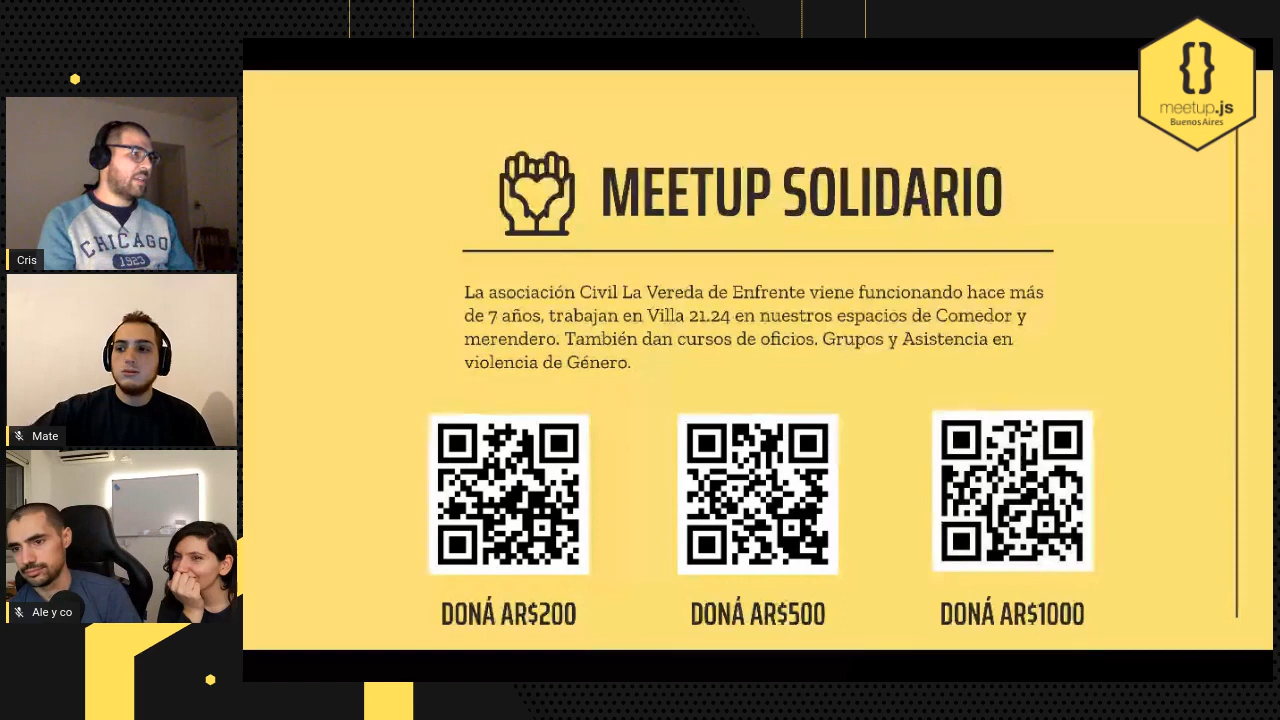 {}
meetup.js
Buenos Aires
MEETUP SOLIDARIO
La asociación Civil La Vereda de Enfrente viene funcionando hace más
de 7 años, trabajan en Villa 21.24 en nuestros espacios de Comedor y
merendero. También dan cursos de oficios. Grupos y Asistencia en
violencia de Género.
DONÁ AR$200
DONÁ AR$500
DONÁ AR$1000
CHICAGO
1923
Cris
Mate
Ale y co